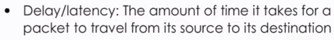 • Delay/latency: The amount of time it takes for a
packet to travel from its source to its destination